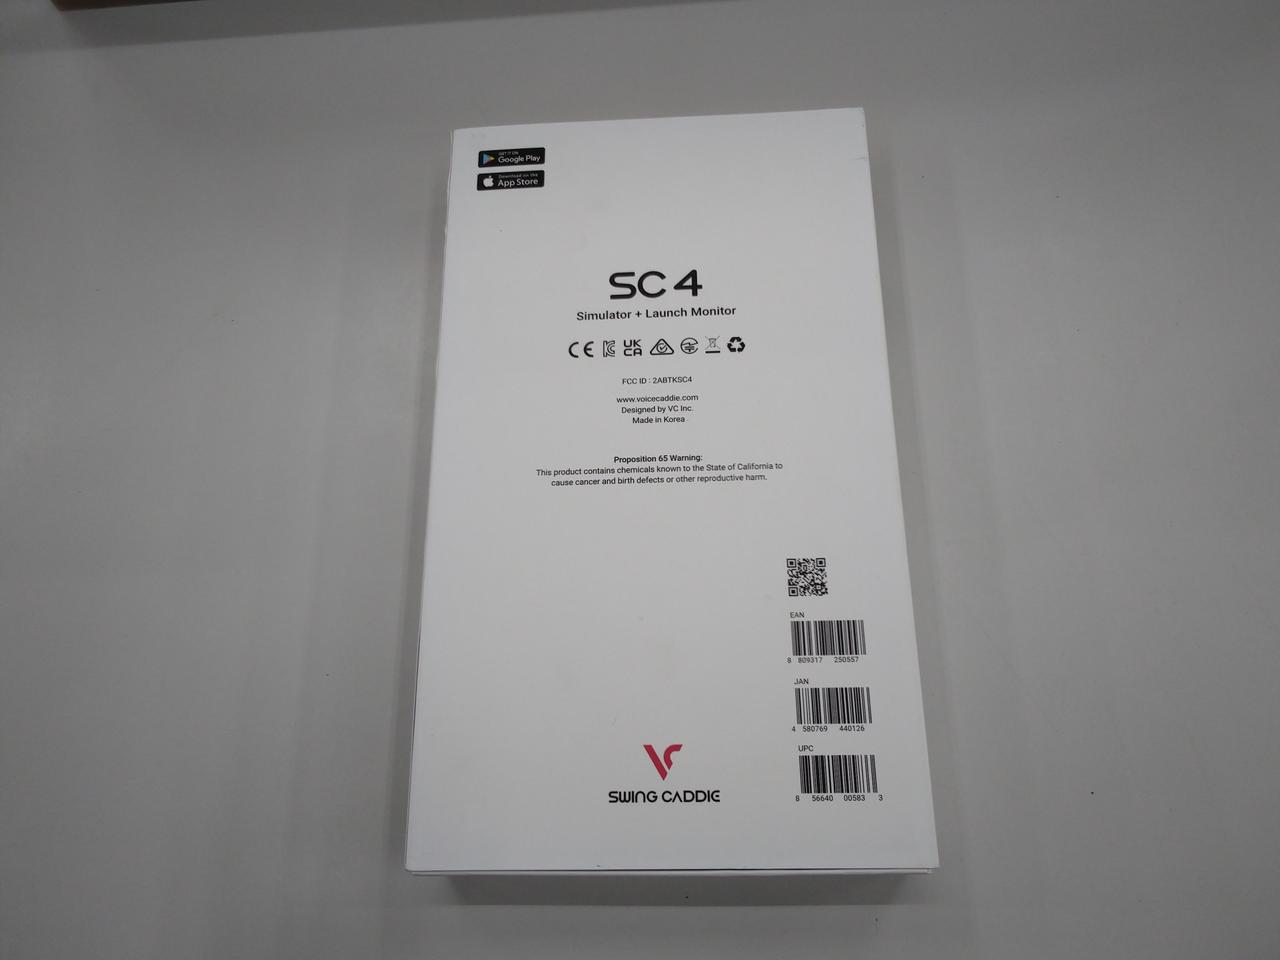 GET IT ON
Google Play
Download on the
App Store
SC4
Simulator + Launch Monitor
CE UK CA
FCC ID : 2ABTKSC4
www.voicecaddie.com
Designed by VC Inc.
Made in Korea
Proposition 65 Warning:
This product contains chemicals known to the State of California to
cause cancer and birth defects or other reproductive harm.
EAN
8 809317 250557
JAN
4 580769 440126
UPC
8 56640 00583 3
SWING CADDIE